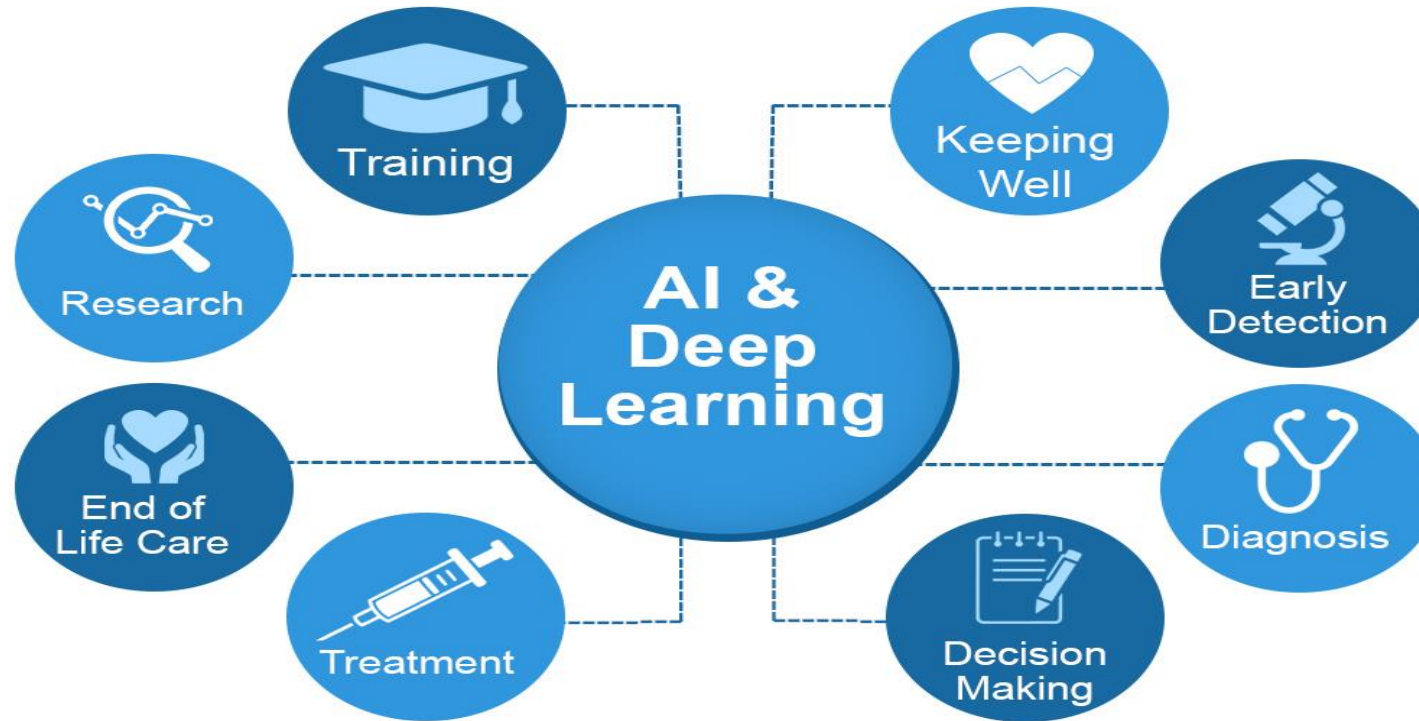 AI &
Deep
Learning
Keeping
Well
Early
Detection
Diagnosis
Decision
Making
Treatment
End of
Life Care
Research
Training